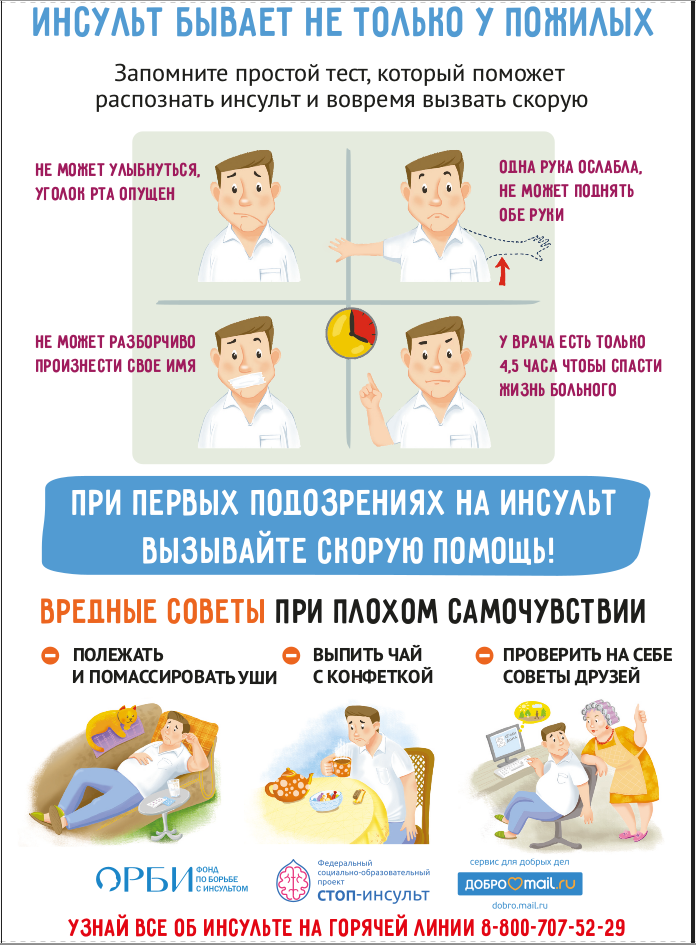 ИНСУЛЬТ БЫВАЕТ НЕ ТОЛЬКО У ПОЖИЛЫХ
Запомните простой тест, который поможет
распознать инсульт и вовремя вызвать скорую
НЕ МОЖЕТ УЛЫБНУТЬСЯ,
УГОЛОК РТА ОПУЩЕН
ОДНА РУКА ОСЛАБЛА,
НЕ МОЖЕТ ПОДНЯТЬ
ОБЕ РУКИ
НЕ МОЖЕТ РАЗБОРЧИВО
ПРОИЗНЕСТИ СВОЕ ИМЯ
У ВРАЧА ЕСТЬ ТОЛЬКО
4,5 ЧАСА ЧТОБЫ СПАСТИ
ЖИЗНЬ БОЛЬНОГО
ПРИ ПЕРВЫХ ПОДОЗРЕНИЯХ НА ИНСУЛЬТ
ВЫЗЫВАЙТЕ СКОРУЮ ПОМОЩЬ!
ВРЕДНЫЕ СОВЕТЫ ПРИ ПЛОХОМ САМОЧУВСТВИИ
ПОЛЕЖАТЬ
И ПОМАССИРОВАТЬ УШИ
ВЫПИТЬ ЧАЙ
С КОНФЕТКОЙ
ПРОВЕРИТЬ НА СЕБЕ
СОВЕТЫ ДРУЗЕЙ
ОРБИ ФОНД
ПО БОРЬБЕ
С ИНСУЛЬТОМ
Федеральный
социально-образовательный
проект
СТОП-ИНСУЛЬТ
сервис для добрых дел
ДОБРО mail.ru
dobro.mail.ru
УЗНАЙ ВСЕ ОБ ИНСУЛЬТЕ НА ГОРЯЧЕЙ ЛИНИИ 8-800-707-52-29